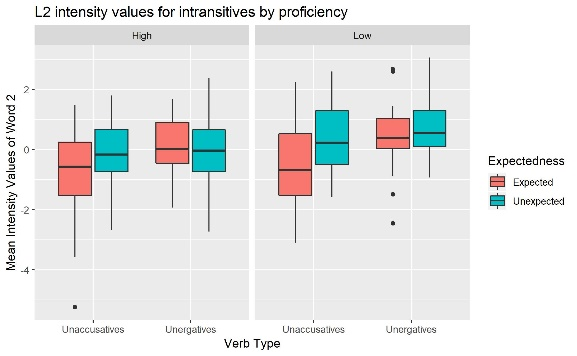 L2 intensity values for intransitives by proficiency
High
Low
Mean Intensity Values of Word 2
2
0
-2
-4
Unaccusatives
Unergatives
Unaccusatives
Unergatives
Verb Type
Expectedness
Expected
Unexpected